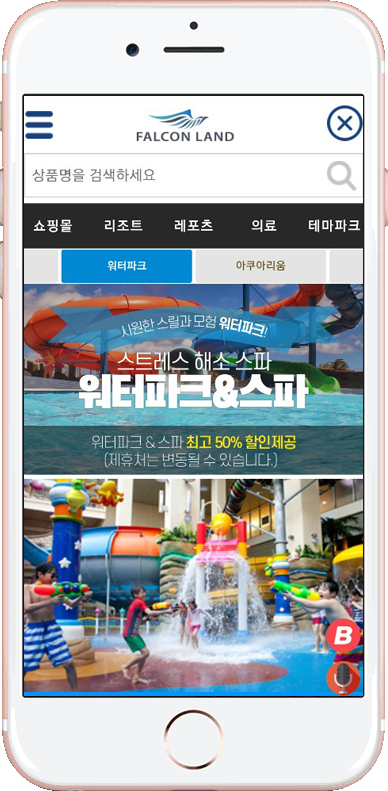 FALCON LAND
상품명을 검색하세요
쇼핑몰 리조트 레포츠 의료 테마파크
워터파크 아쿠아리움
시원한 스릴과 모험 워터파크!
스트레스 해소 스파
워터파크&스파
워터파크 & 스파 최고 50% 할인제공
(제휴처는 변동될 수 있습니다.)
B